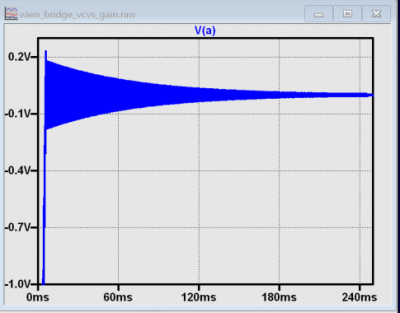 wien_bridge_vcvs_gain.raw
V(a)
0.2V
-0.1V
-0.4V
-0.7V
-1.0V
0ms 60ms 120ms 180ms 240ms